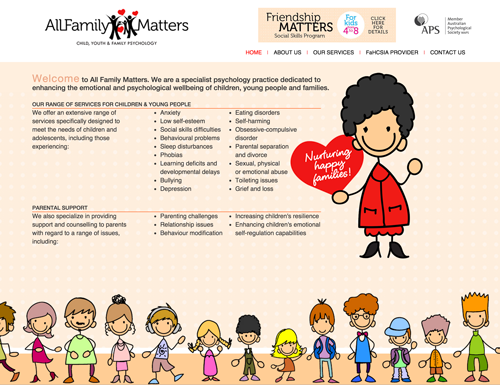 AllFamily Matters
CHILD, YOUTH & FAMILY PSYCHOLOGY
Friendship
MATTERS
Social Skills Program
For
kids
4 to 8
CLICK
HERE
FOR
DETAILS
APS
Member
Australian
Psychological
Society
HOME | ABOUT US | OUR SERVICES | FaHCSIA PROVIDER | CONTACT US
Welcome to All Family Matters. We are a specialist psychology practice dedicated to
enhancing the emotional and psychological wellbeing of children, young people and families.
OUR RANGE OF SERVICES FOR CHILDREN & YOUNG PEOPLE
We offer an extensive range of
services specifically designed to
meet the needs of children and
adolescents, including those
experiencing:
• Anxiety
• Low self-esteem
• Social skills difficulties
• Behavioural problems
• Sleep disturbances
• Phobias
• Learning deficits and
developmental delays
• Bullying
• Depression
• Eating disorders
• Self-harming
• Obsessive-compulsive
disorder
• Parental separation
and divorce
• Sexual, physical
or emotional abuse
• Toileting issues
• Grief and loss
Nurturing
happy
families!
PARENTAL SUPPORT
We also specialize in providing
support and counselling to parents
with regard to a range of issues,
including:
• Parenting challenges
• Relationship issues
• Behaviour modification
• Increasing children's resilience
• Enhancing children's emotional
self-regulation capabilities